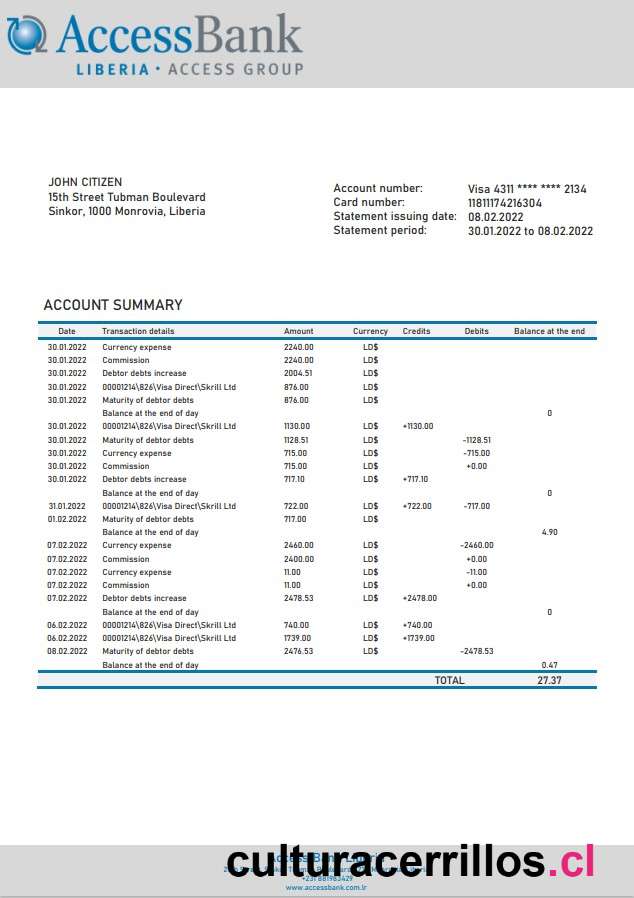 AccessBank
LIBERIA • ACCESS GROUP
JOHN CITIZEN
15th Street Tubman Boulevard
Sinkor, 1000 Monrovia, Liberia
Account number: Visa 4311 **** **** 2134
Card number: 11811174216304
Statement issuing date: 08.02.2022
Statement period: 30.01.2022 to 08.02.2022
ACCOUNT SUMMARY
Date Transaction details Amount Currency Credits Debits Balance at the end
30.01.2022 Currency expense 2240.00 LD$
30.01.2022 Commission 2240.00 LD$
30.01.2022 Debtor debts increase 2004.51 LD$
30.01.2022 00001214\826\Visa Direct\Skrill Ltd 876.00 LD$
30.01.2022 Maturity of debtor debts 876.00 LD$
Balance at the end of day 0
30.01.2022 00001214\826\Visa Direct\Skrill Ltd 1130.00 LD$ +1130.00
30.01.2022 Maturity of debtor debts 1128.51 LD$ -1128.51
30.01.2022 Currency expense 715.00 LD$ -715.00
30.01.2022 Commission 715.00 LD$ +0.00
30.01.2022 Debtor debts increase 717.10 LD$ +717.10
Balance at the end of day 0
31.01.2022 00001214\826\Visa Direct\Skrill Ltd 722.00 LD$ +722.00 -717.00
01.02.2022 Maturity of debtor debts 717.00 LD$
Balance at the end of day 4.90
07.02.2022 Currency expense 2460.00 LD$ -2460.00
07.02.2022 Commission 2400.00 LD$ +0.00
07.02.2022 Currency expense 11.00 LD$ -11.00
07.02.2022 Commission 11.00 LD$ +0.00
07.02.2022 Debtor debts increase 2478.53 LD$ +2478.00
Balance at the end of day 0
06.02.2022 00001214\826\Visa Direct\Skrill Ltd 740.00 LD$ +740.00
06.02.2022 00001214\826\Visa Direct\Skrill Ltd 1739.00 LD$ +1739.00
08.02.2022 Maturity of debtor debts 2476.53 LD$ -2478.53
Balance at the end of day 0.47
TOTAL 27.37
culturacerrillos.cl
+231 881983429
www.accessbank.com.lr